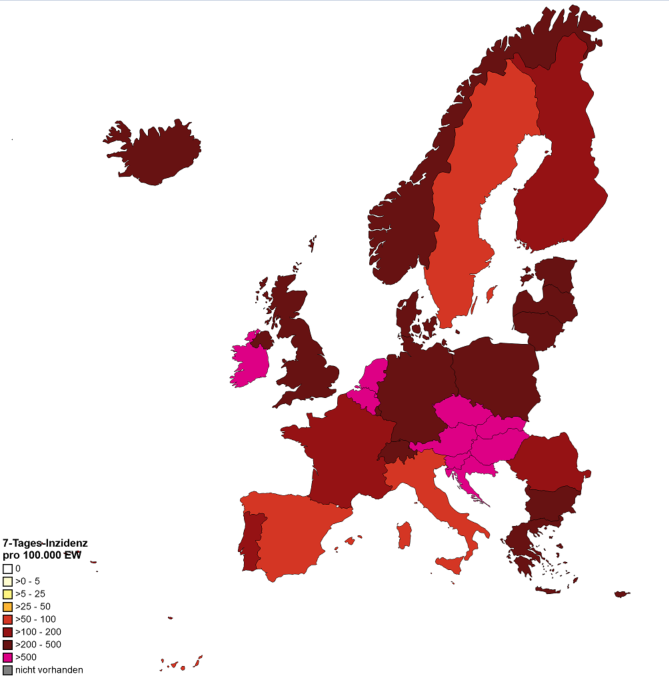 7-Tages-Inzidenz
pro 100.000 EW
0
>0 - 5
>5 - 25
>25 - 50
>50 - 100
>100 - 200
>200 - 500
>500
nicht vorhanden